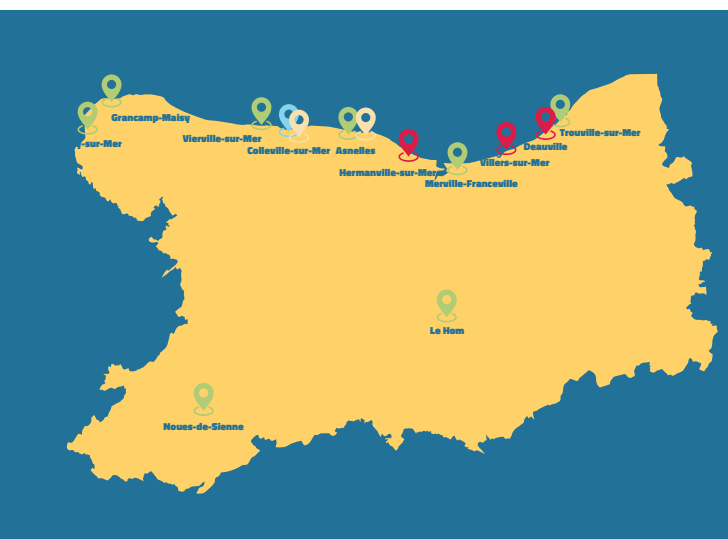 Grancamp-Maisy
-sur-Mer
Vierville-sur-Mer
Colleville-sur-Mer
Asnelles
Hermanville-sur-Mer
Merville-Franceville
Villers-sur-Mer
Deauville
Trouville-sur-Mer
Le Hom
Noues-de-Sienne